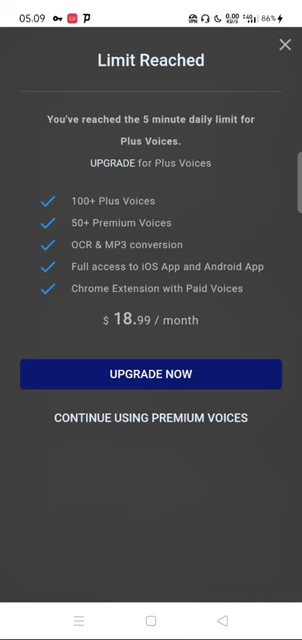 05.09
0.00 KB/S 4G 86%
Limit Reached
You've reached the 5 minute daily limit for
Plus Voices.
UPGRADE for Plus Voices
100+ Plus Voices
50+ Premium Voices
OCR & MP3 conversion
Full access to iOS App and Android App
Chrome Extension with Paid Voices
$ 18.99 / month
UPGRADE NOW
CONTINUE USING PREMIUM VOICES